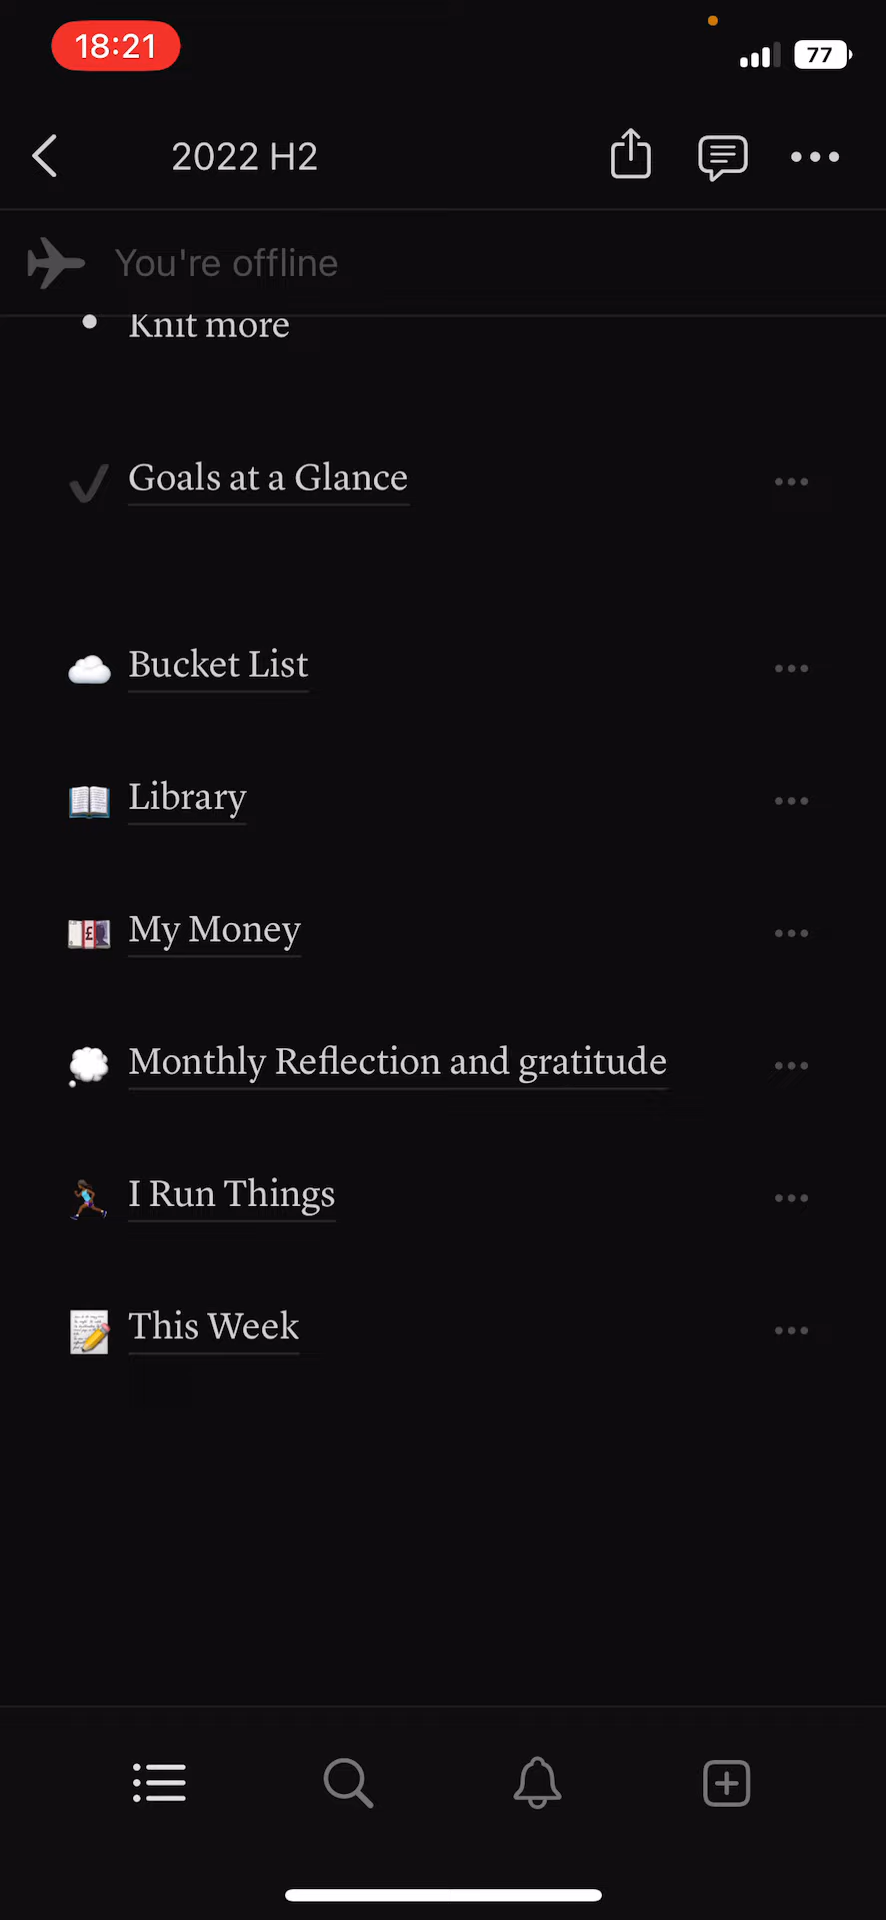 18:21
77
2022 H2
You're offline
• Knit more
Goals at a Glance
Bucket List
Library
£
My Money
Monthly Reflection and gratitude
I Run Things
This Week